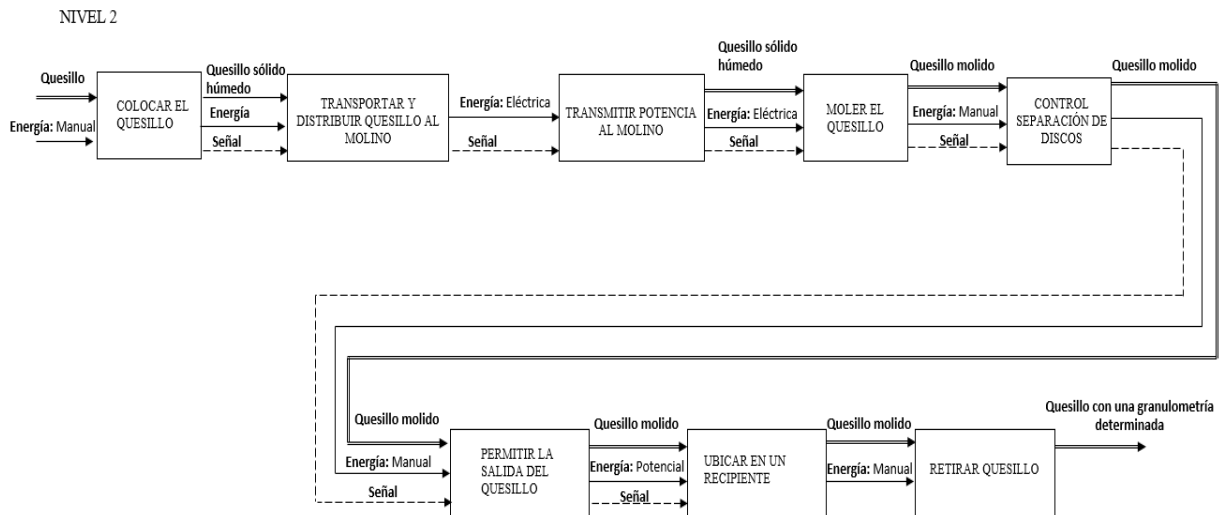 NIVEL 2
Quesillo
Energía: Manual
COLOCAR EL
QUESILLO
Quesillo sólido
húmedo
Energía
Señal
TRANSPORTAR Y
DISTRIBUIR QUESILLO AL
MOLINO
Energía: Eléctrica
Señal
TRANSMITIR POTENCIA
AL MOLINO
Quesillo sólido
húmedo
Energía: Eléctrica
Señal
MOLER EL
QUESILLO
Quesillo molido
Energía: Manual
Señal
CONTROL
SEPARACIÓN DE
DISCOS
Quesillo molido
Quesillo molido
Energía: Manual
Señal
PERMITIR LA
SALIDA DEL
QUESILLO
Quesillo molido
Energía: Potencial
Señal
UBICAR EN UN
RECIPIENTE
Quesillo molido
Energía: Manual
RETIRAR QUESILLO
Quesillo con una granulometría
determinada